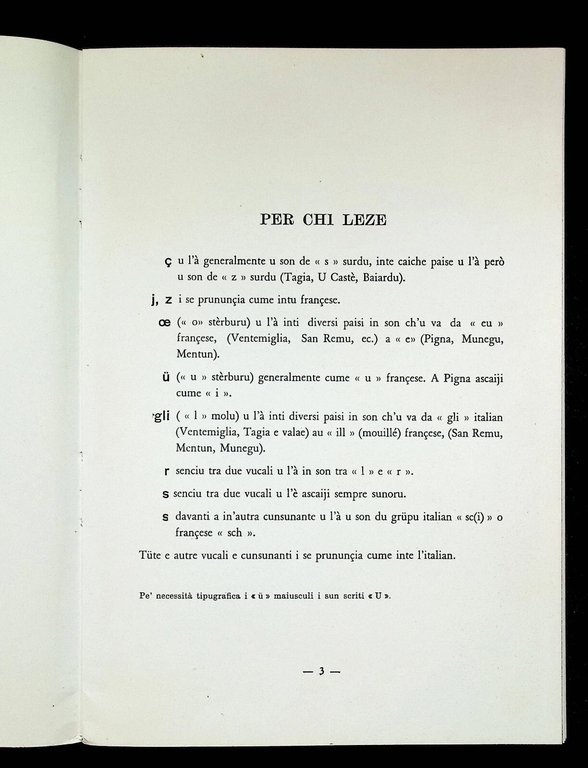 PER CHI LEZE
ç u l'à generalmente u son de « s » surdu, inte caiche paise u l'à però
u son de « z » surdu (Tagia, U Castè, Baiardu).
j, z i se prununçia cume intu françese.
œ (« o» stèrburu) u l'à inti diversi paisi in son ch'u va da « eu »
françese, (Ventemiglia, San Remu, ec.) a « e» (Pigna, Munegu,
Mentun).
ü (« u » stèrburu) generalmente cume « u » françese. A Pigna ascaiji
cume « i ».
'gli ( « l » molu) u l'à inti diversi paisi in son ch'u va da « gli » italian
(Ventemiglia, Tagia e valae) au « ill » (mouillé) françese, (San Remu,
Mentun, Munegu).
r senciu tra due vucali u l'à in son tra « l » e « r ».
s senciu tra due vucali u l'è ascaiji sempre sunoru.
s davanti a in'autra cunsunante u l'à u son du grüpu italian « sc(i) » o
françese « sch ».
Tüte e autre vucali e cunsunanti i se prununçia cume inte l'italian.
Pe' necessità tipugrafica i « ü » maiusculi i sun scriti « U ».
— 3 —